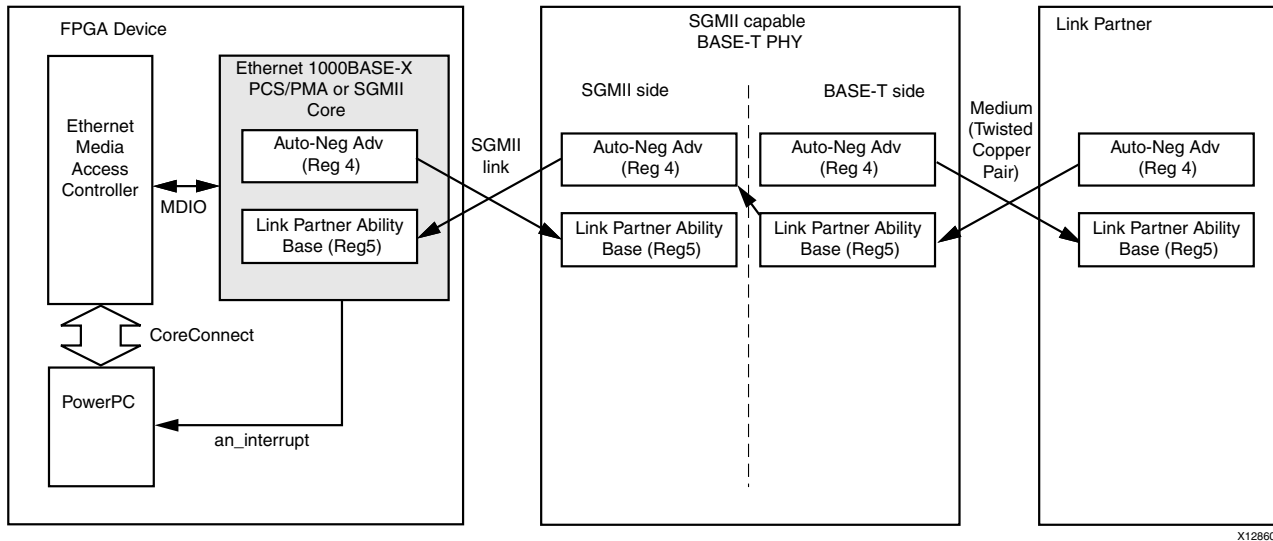 FPGA Device
Ethernet
Media
Access
Controller
MDIO
Ethernet 1000BASE-X
PCS/PMA or SGMII
Core
Auto-Neg Adv
(Reg 4)
Link Partner Ability
Base (Reg5)
CoreConnect
PowerPC
an_interrupt
SGMII
link
SGMII capable
BASE-T PHY
SGMII side
Auto-Neg Adv
(Reg 4)
Link Partner Ability
Base (Reg5)
BASE-T side
Auto-Neg Adv
(Reg 4)
Link Partner Ability
Base (Reg5)
Medium
(Twisted
Copper
Pair)
Link Partner
Auto-Neg Adv
(Reg 4)
Link Partner Ability
Base (Reg5)
X12860